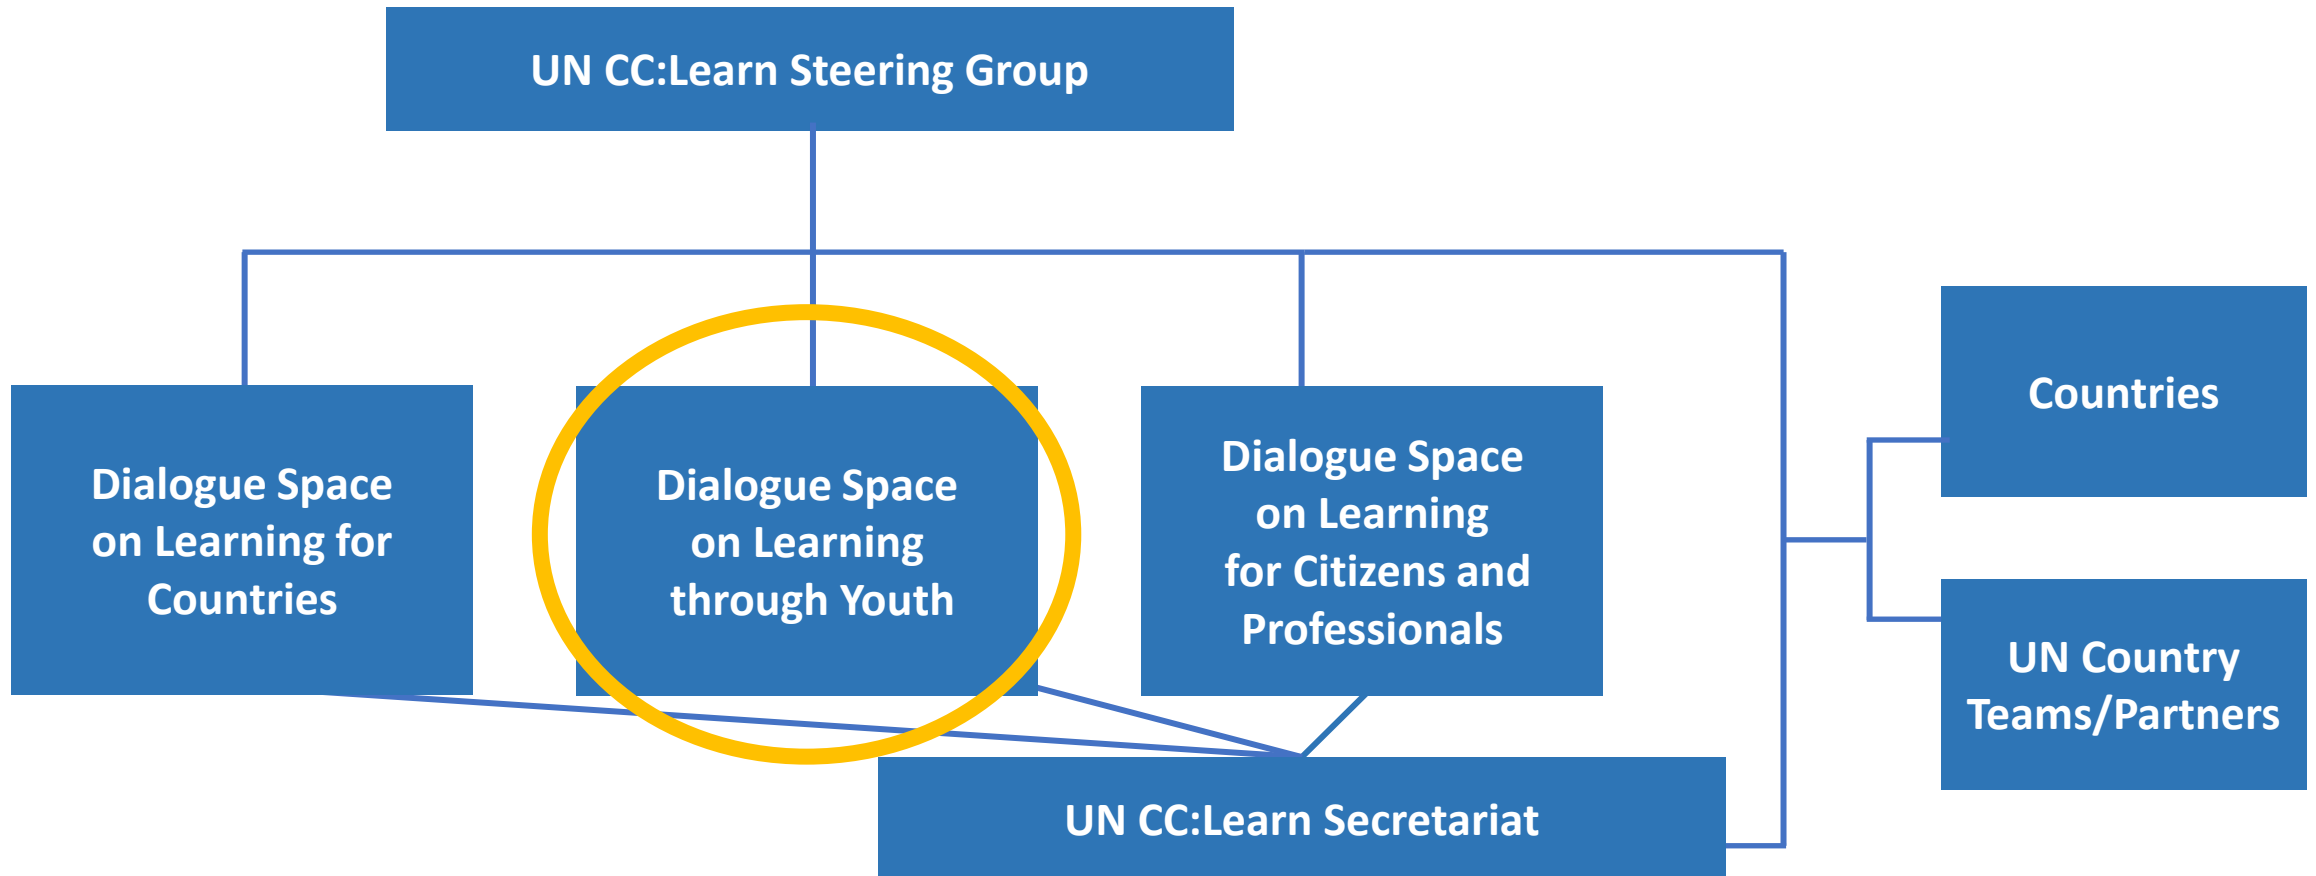 UN CC:Learn Steering Group
Dialogue Space
on Learning for
Countries
Dialogue Space
on Learning
through Youth
Dialogue Space
on Learning
for Citizens and
Professionals
Countries
UN Country
Teams/Partners
UN CC:Learn Secretariat